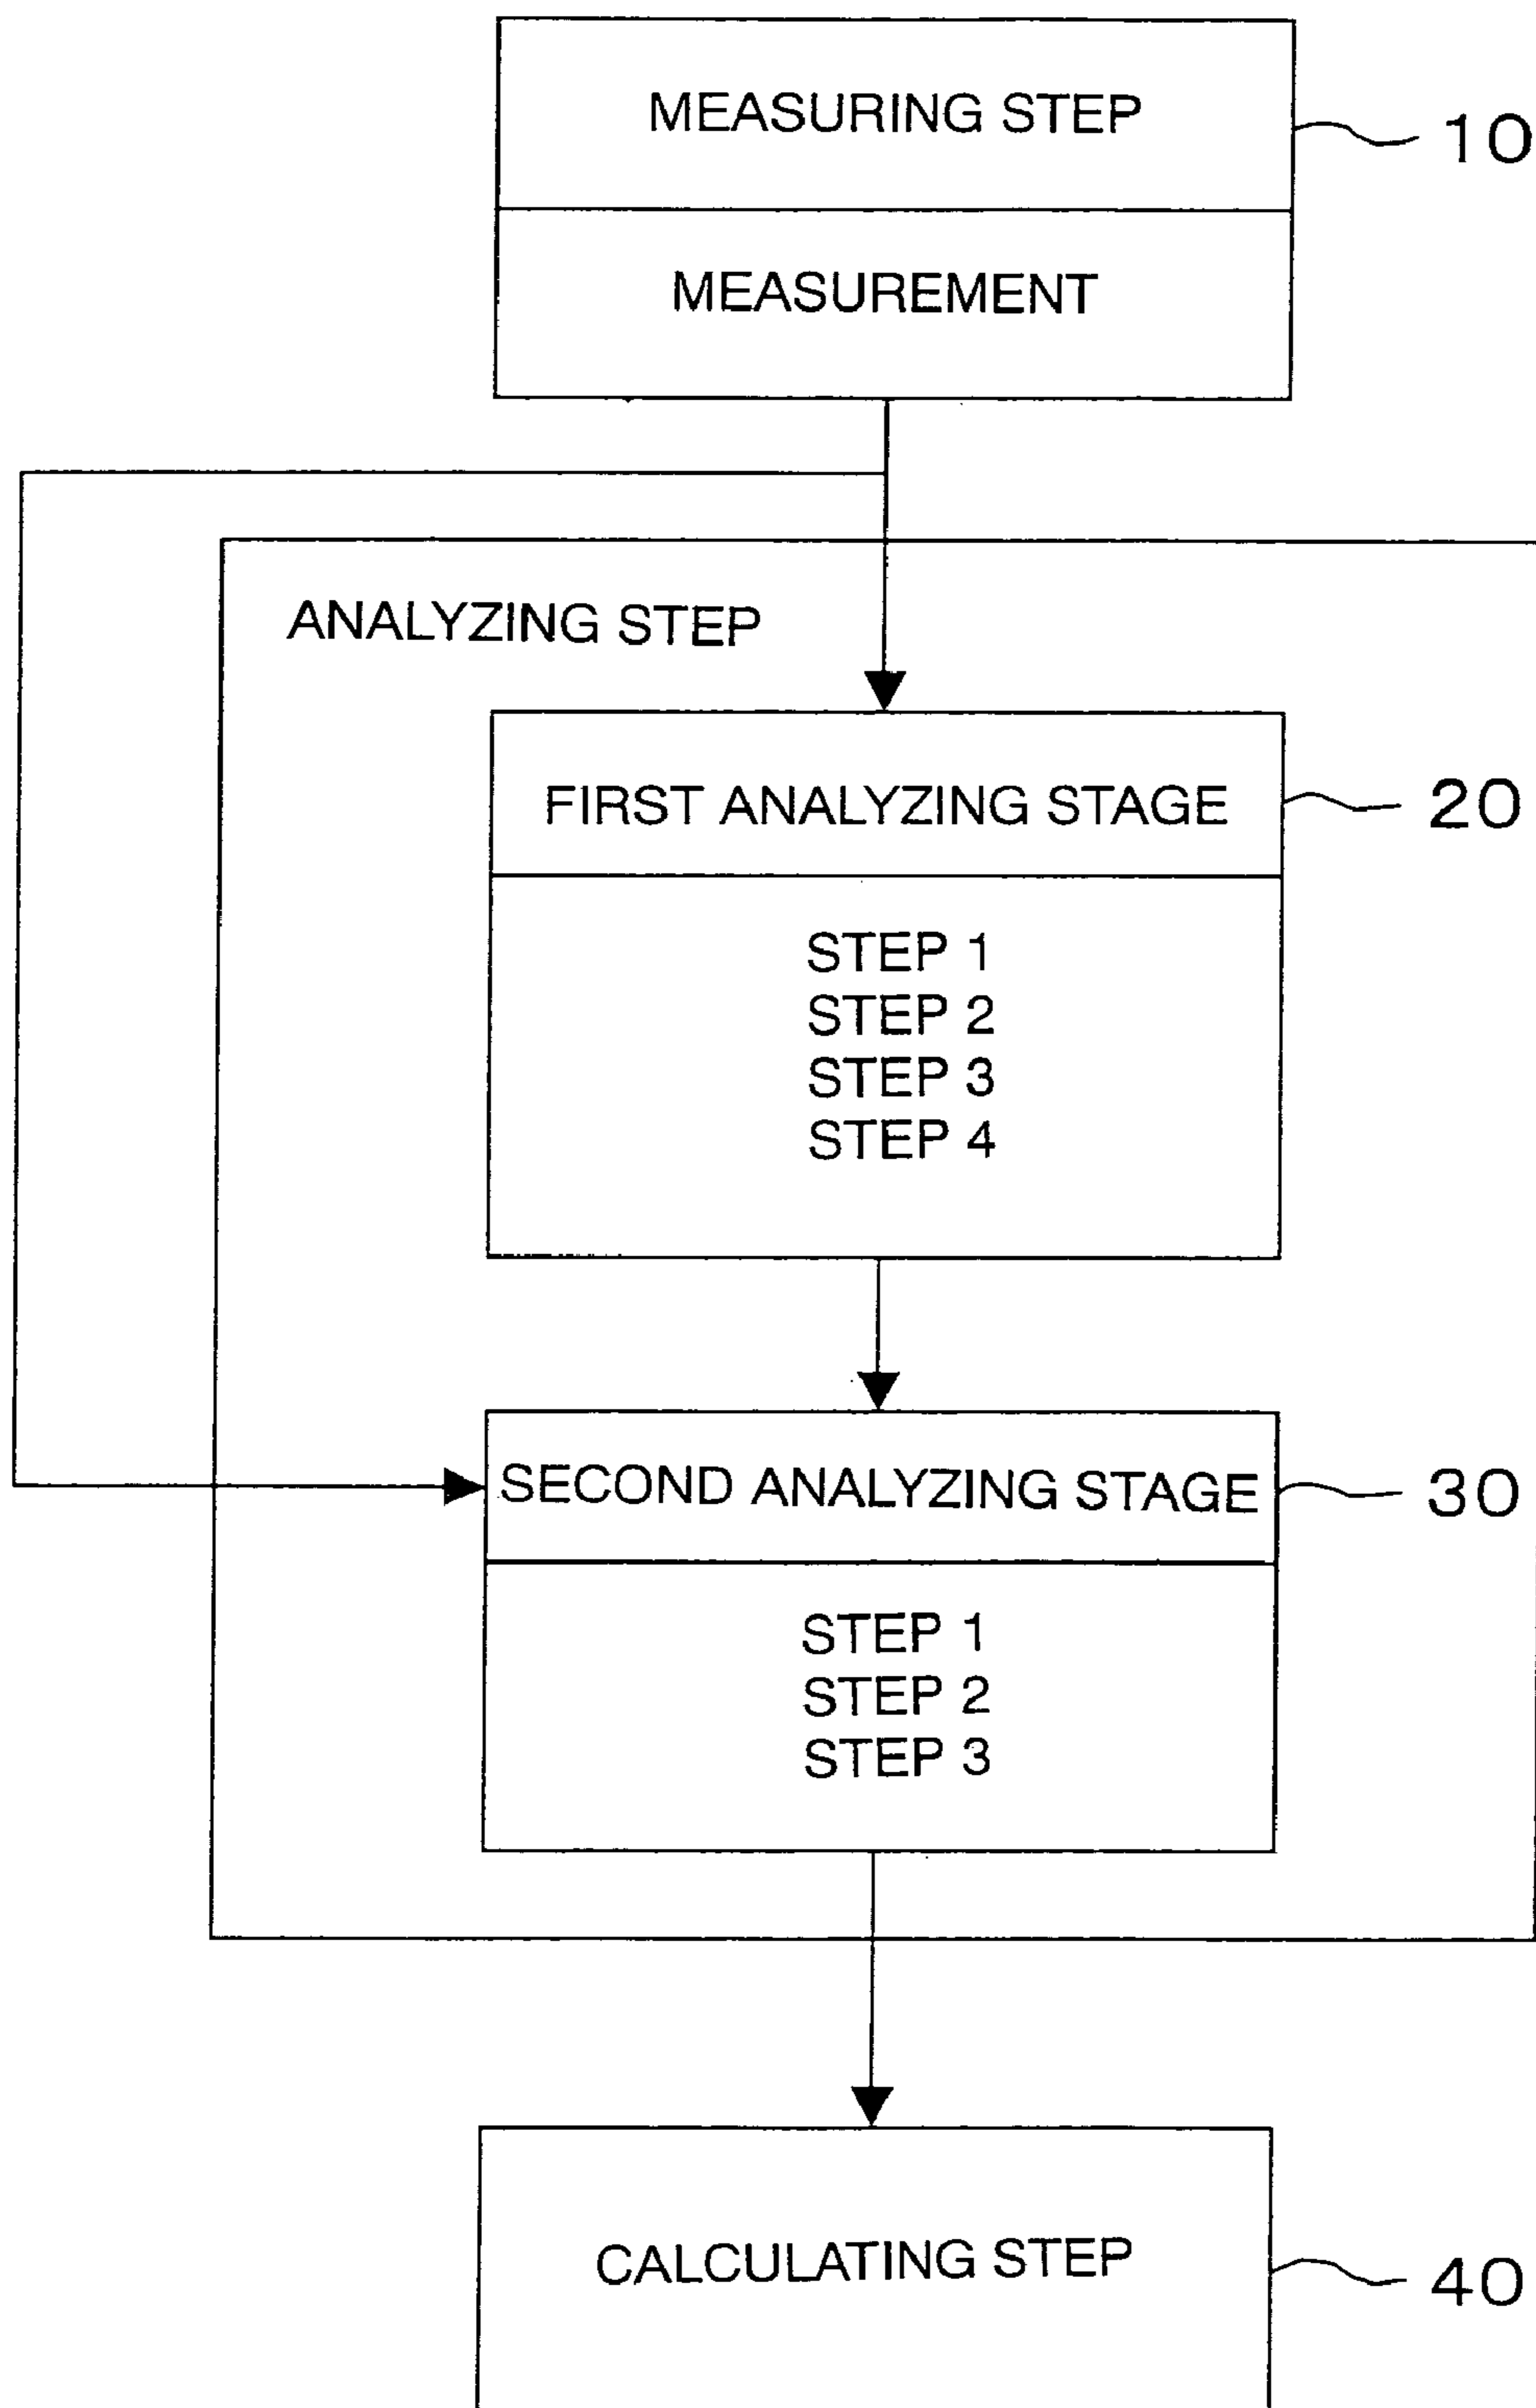 MEASURING STEP
10
MEASUREMENT
ANALYZING STEP
FIRST ANALYZING STAGE
20
STEP 1
STEP 2
STEP 3
STEP 4
SECOND ANALYZING STAGE
30
STEP 1
STEP 2
STEP 3
CALCULATING STEP
40